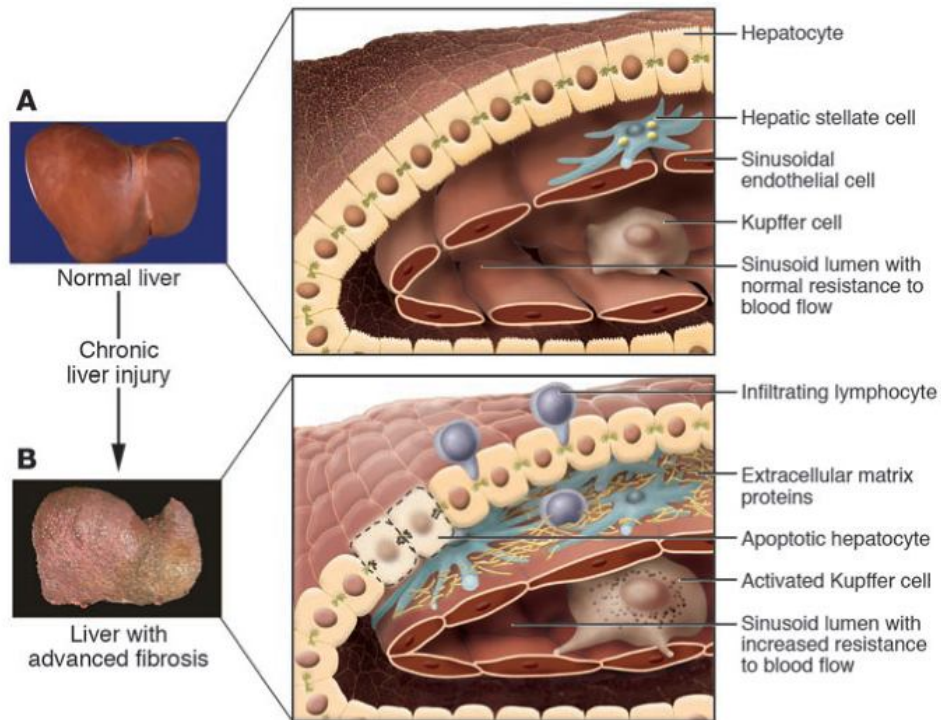 A
Normal liver
Chronic
liver injury
B
Liver with
advanced fibrosis
Hepatocyte
Hepatic stellate cell
Sinusoidal
endothelial cell
Kupffer cell
Sinusoid lumen with
normal resistance to
blood flow
Infiltrating lymphocyte
Extracellular matrix
proteins
Apoptotic hepatocyte
Activated Kupffer cell
Sinusoid lumen with
increased resistance
to blood flow